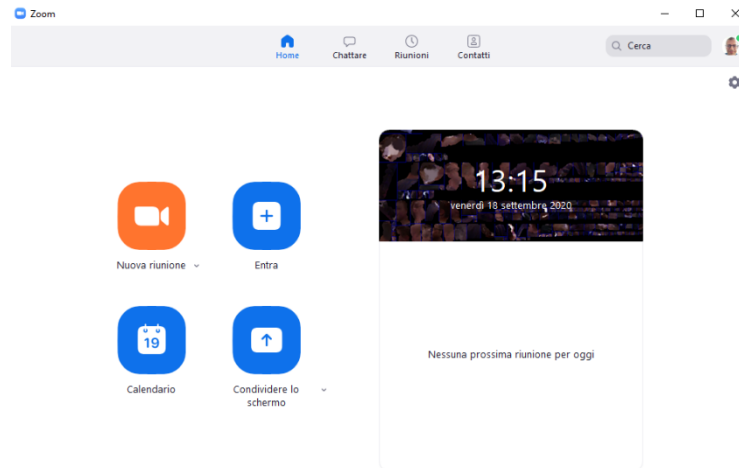 Zoom
Home
Chattare
Riunioni
Contatti
Cerca
13:15
venerdì 18 settembre 2020
Nuova riunione
Entra
19
Calendario
Condividere lo
schermo
Nessuna prossima riunione per oggi